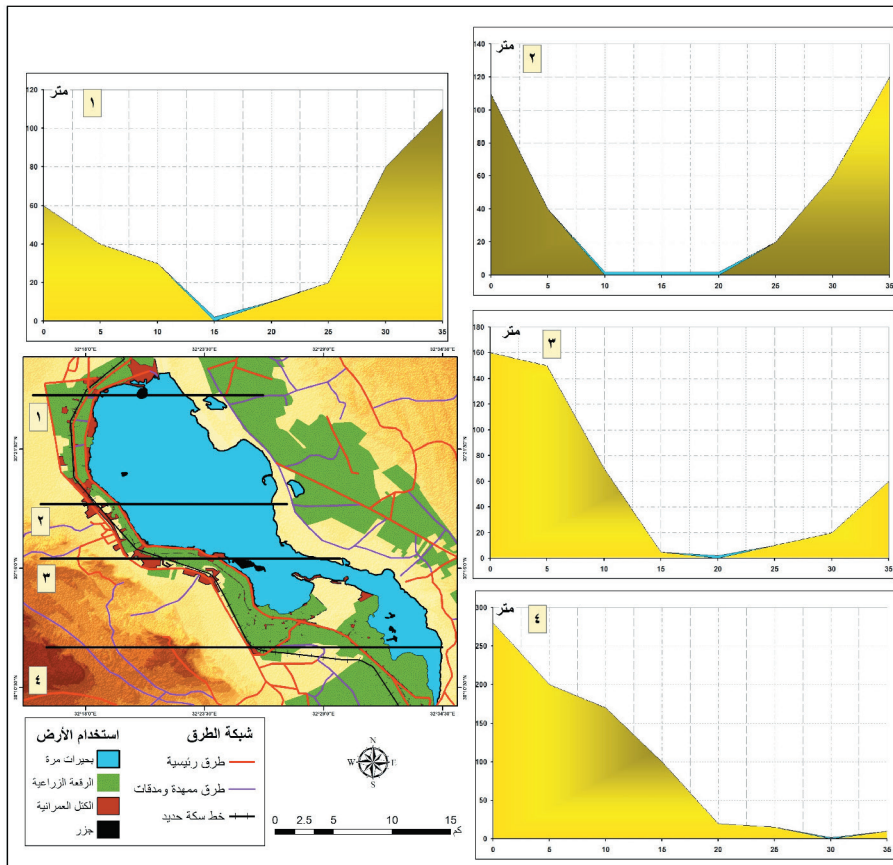 متر
١
120
100
80
60
40
20
0
0 5 10 15 20 25 30 35
متر
٢
140
120
100
80
60
40
20
0
0 5 10 15 20 25 30 35
متر
٣
180
160
140
120
100
80
60
40
20
0
0 5 10 15 20 25 30 35
متر
٤
300
250
200
150
100
50
0
0 5 10 15 20 25 30 35
١
٢
٣
٤
استخدام الأرض
بحيرات مرة
الرقعة الزراعية
الكتل العمرانية
جزر
شبكة الطرق
طرق رئيسية
طرق ممهدة ومدقات
خط سكة حديد
N
W E
S
0 2.5 5 10 15
كم